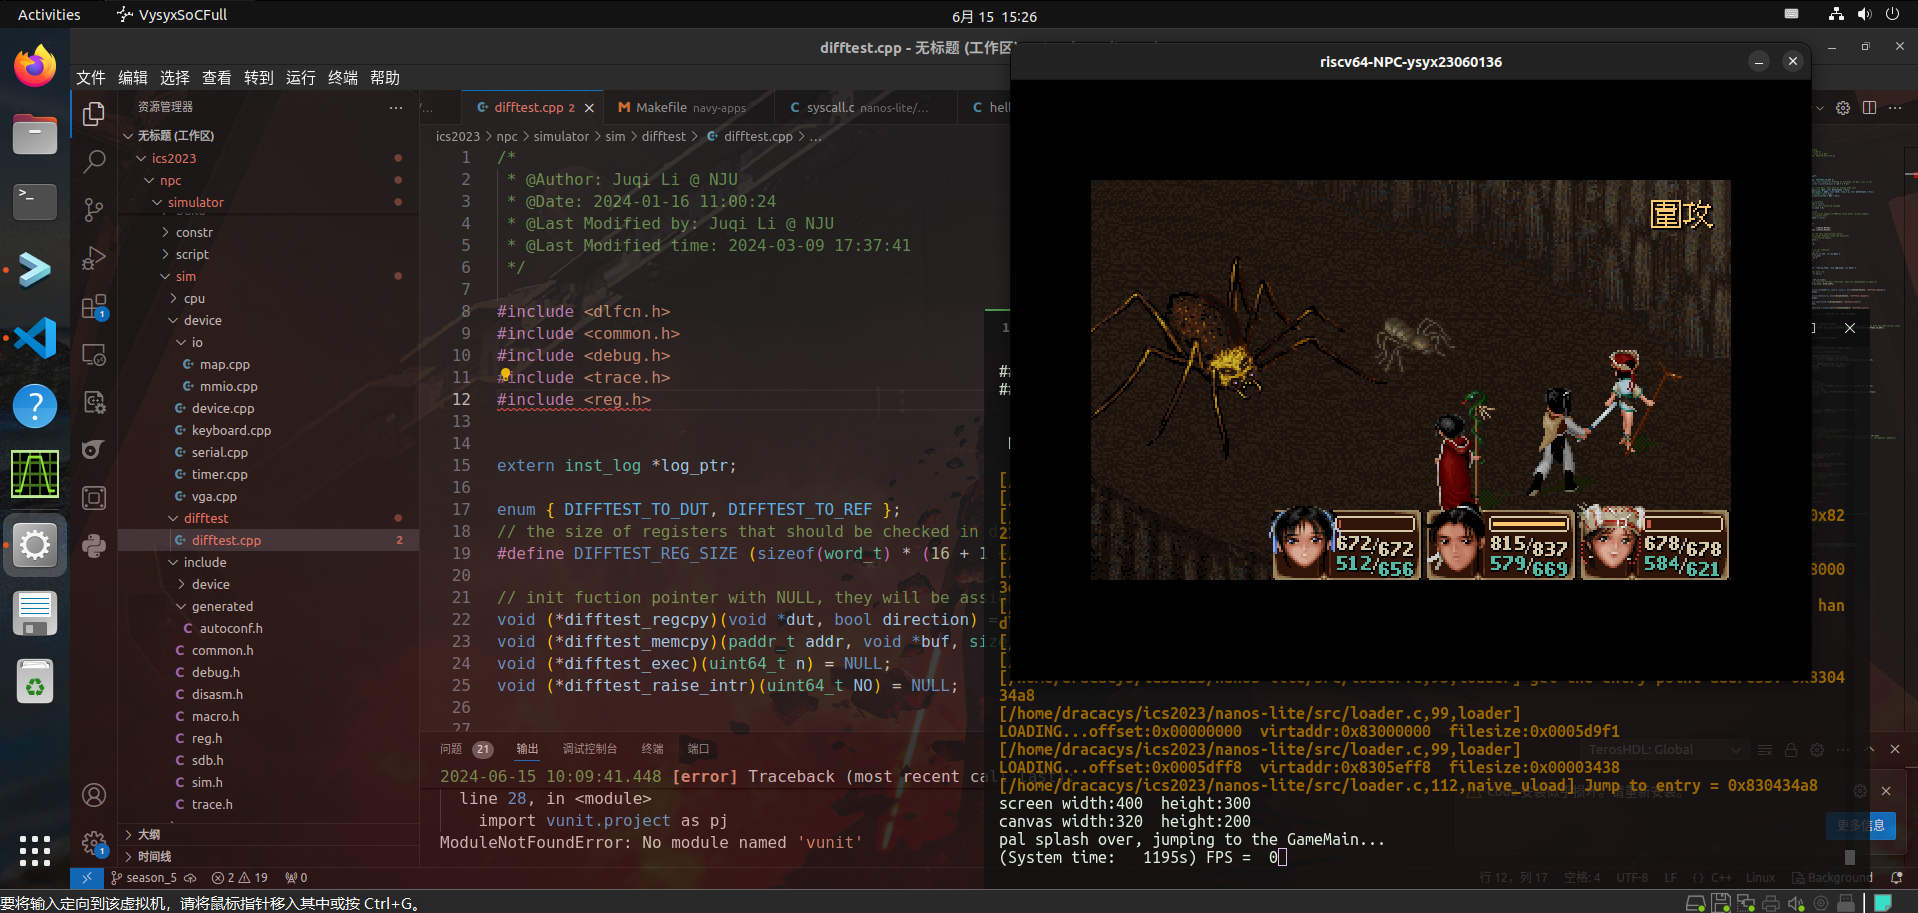 Activities
VysyxSoCFull
6月 15 15:26
difftest.cpp - 无标题 (工作区)
文件 编辑 选择 查看 转到 运行 终端 帮助
资源管理器
无标题 (工作区)
ics2023
npc
simulator
constr
script
sim
cpu
device
io
map.cpp
mmio.cpp
device.cpp
keyboard.cpp
serial.cpp
timer.cpp
vga.cpp
difftest
difftest.cpp 2
include
device
generated
autoconf.h
common.h
debug.h
disasm.h
macro.h
reg.h
sdb.h
sim.h
trace.h
大纲
时间线
difftest.cpp 2
Makefile navy-apps
syscall.c nanos-lite/...
hell
ics2023 > npc > simulator > sim > difftest > difftest.cpp > ...
1 /*
2 * @Author: Juqi Li @ NJU
3 * @Date: 2024-01-16 11:00:24
4 * @Last Modified by: Juqi Li @ NJU
5 * @Last Modified time: 2024-03-09 17:37:41
6 */
7
8 #include <dlfcn.h>
9 #include <common.h>
10 #include <debug.h>
11 #include <trace.h>
12 #include <reg.h>
13
14
15 extern inst_log *log_ptr;
16
17 enum { DIFFTEST_TO_DUT, DIFFTEST_TO_REF };
18 // the size of registers that should be checked in d
19 #define DIFFTEST_REG_SIZE (sizeof(word_t) * (16 + 1
20
21 // init fuction pointer with NULL, they will be assi
22 void (*difftest_regcpy)(void *dut, bool direction) =
23 void (*difftest_memcpy)(paddr_t addr, void *buf, siz
24 void (*difftest_exec)(uint64_t n) = NULL;
25 void (*difftest_raise_intr)(uint64_t NO) = NULL;
26
27
问题 21 输出 调试控制台 终端 端口
TerosHDL: Global
2024-06-15 10:09:41.448 [error] Traceback (most recent cal
line 28, in <module>
import vunit.project as pj
ModuleNotFoundError: No module named 'vunit'
riscv64-NPC-ysyx23060136
圍攻
672/672
512/656
815/837
579/669
678/678
584/621
0x82
8000
han
0x8304
34a8
[/home/dracacys/ics2023/nanos-lite/src/loader.c,99,loader]
LOADING...offset:0x00000000 virtaddr:0x83000000 filesize:0x0005d9f1
[/home/dracacys/ics2023/nanos-lite/src/loader.c,99,loader]
LOADING...offset:0x0005dff8 virtaddr:0x8305eff8 filesize:0x00003438
[/home/dracacys/ics2023/nanos-lite/src/loader.c,112,naive_uload] Jump to entry = 0x830434a8
screen width:400 height:300
canvas width:320 height:200
pal splash over, jumping to the GameMain...
(System time: 1195s) FPS = 0
更多信息
season_5
2 19
0
行 12，列 17 空格: 4 UTF-8 LF {} C++ Linux Background
要将输入定向到该虚拟机，请将鼠标指针移入其中或按 Ctrl+G。